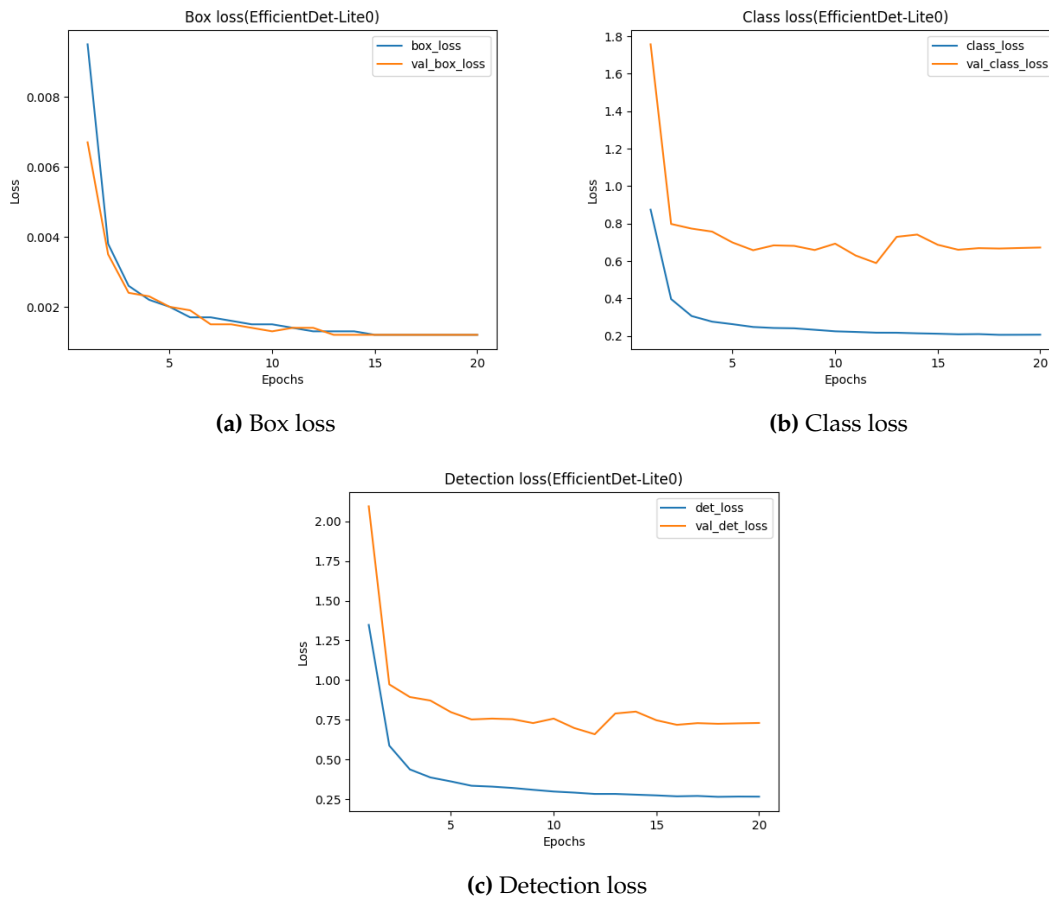 Box loss(EfficientDet-Lite0)
box_loss
val_box_loss
0.008
0.006
0.004
0.002
Loss
5
10
15
20
Epochs
(a) Box loss
Class loss(EfficientDet-Lite0)
class_loss
val_class_loss
1.8
1.6
1.4
1.2
1.0
0.8
0.6
0.4
0.2
Loss
5
10
15
20
Epochs
(b) Class loss
Detection loss(EfficientDet-Lite0)
det_loss
val_det_loss
2.00
1.75
1.50
1.25
1.00
0.75
0.50
0.25
Loss
5
10
15
20
Epochs
(c) Detection loss